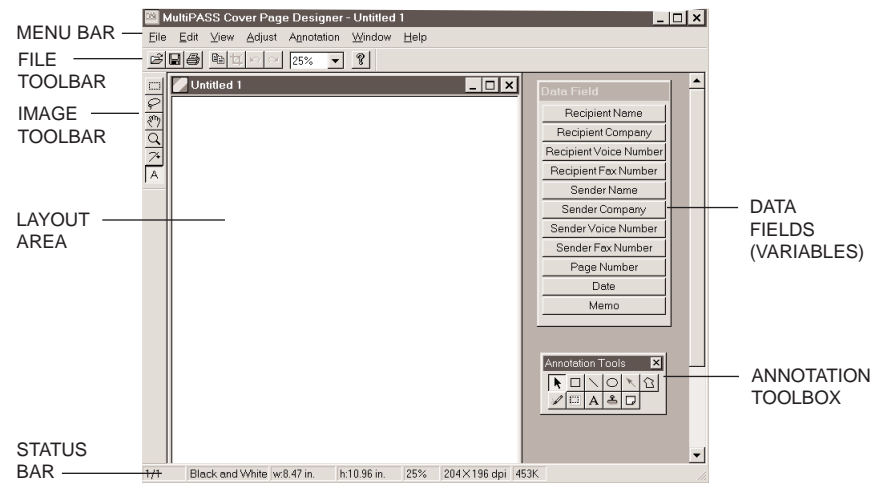 MultiPASS Cover Page Designer - Untitled 1
MENU BAR
File Edit View Adjust Annotation Window Help
FILE
TOOLBAR
25%
Untitled 1
IMAGE
TOOLBAR
A
LAYOUT
AREA
Data Field
Recipient Name
Recipient Company
Recipient Voice Number
Recipient Fax Number
Sender Name
Sender Company
Sender Voice Number
Sender Fax Number
Page Number
Date
Memo
DATA
FIELDS
(VARIABLES)
Annotation Tools
A
ANNOTATION
TOOLBOX
STATUS
BAR
1/1 Black and White w:8.47 in. h:10.96 in. 25% 204×196 dpi 453K